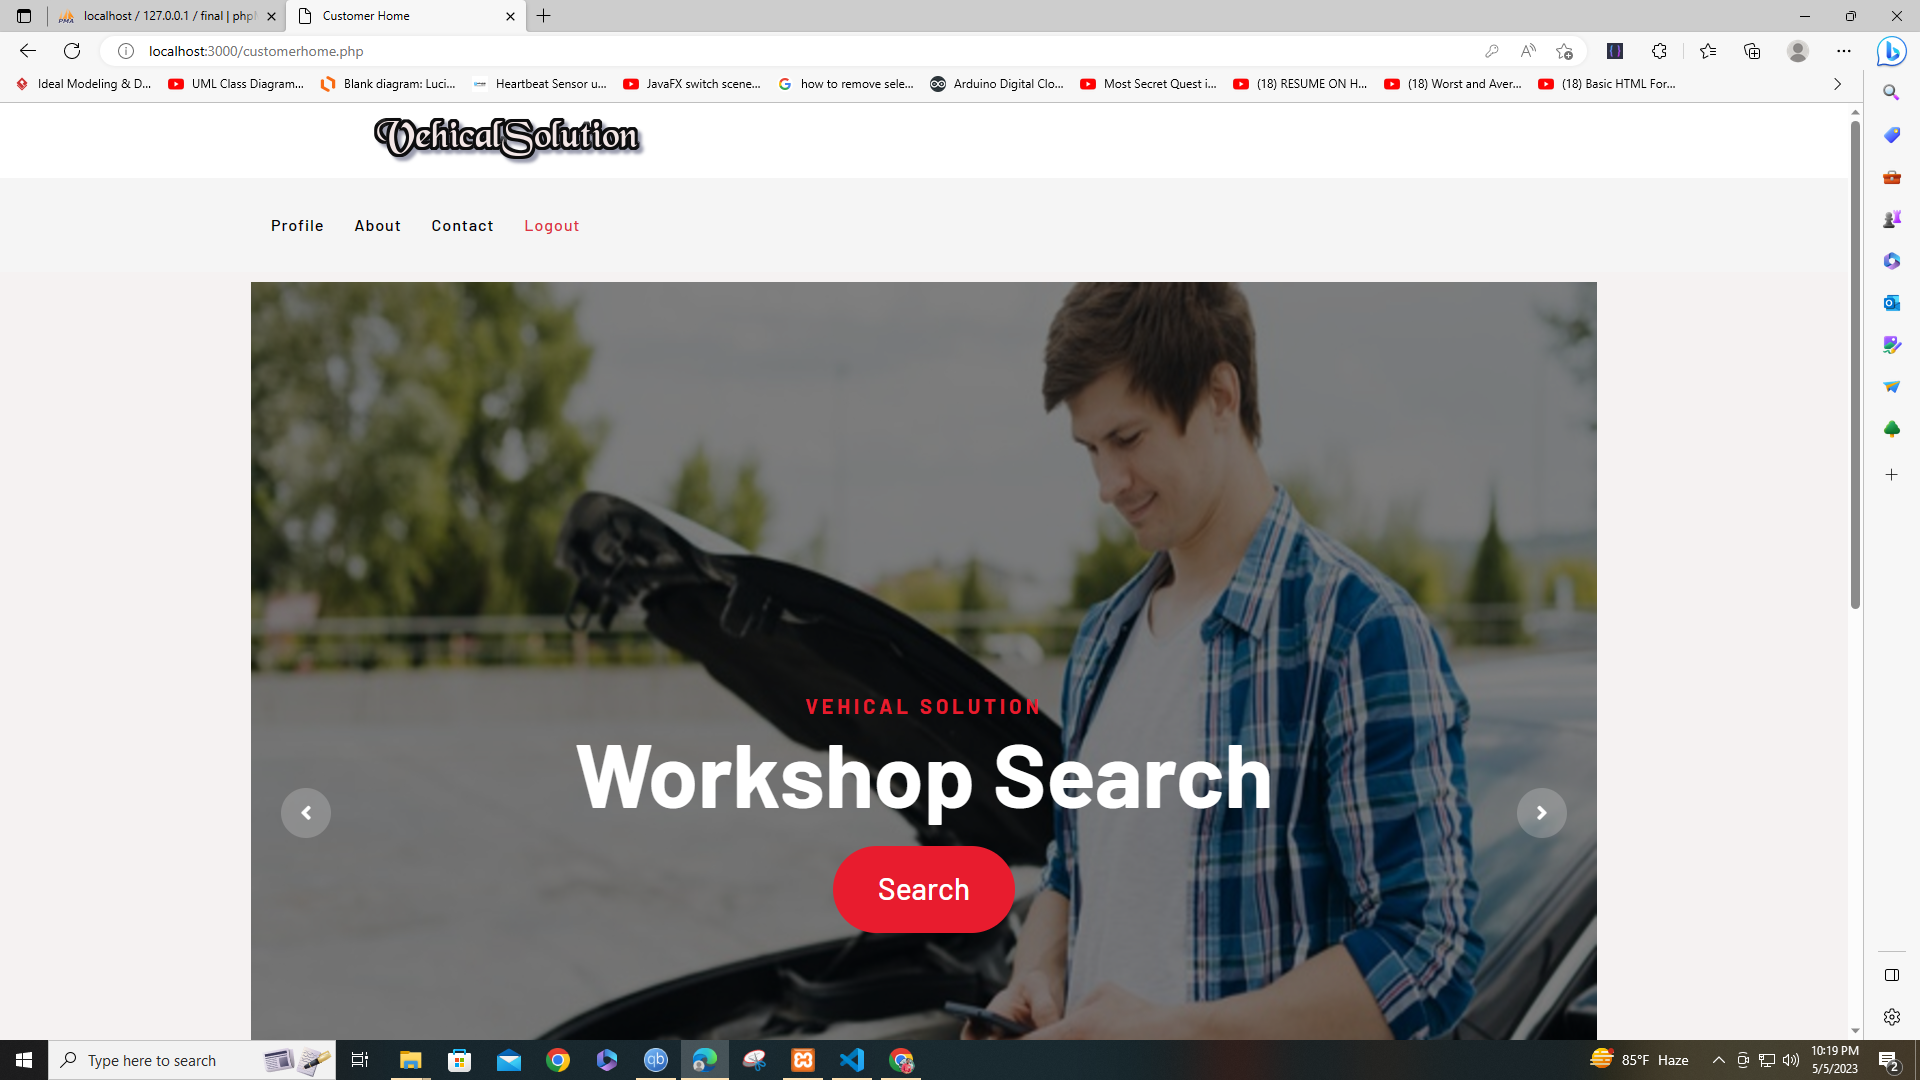 localhost / 127.0.0.1 / final | php
Customer Home
localhost:3000/customerhome.php
Ideal Modeling & D...
UML Class Diagram...
Blank diagram: Luci...
Heartbeat Sensor u...
JavaFX switch scene...
how to remove sele...
Arduino Digital Clo...
Most Secret Quest i...
(18) RESUME ON H...
(18) Worst and Aver...
(18) Basic HTML For...
VehicalSolution
Profile
About
Contact
Logout
VEHICAL SOLUTION
Workshop Search
Search
Type here to search
85°F Haze
10:19 PM
5/5/2023
2